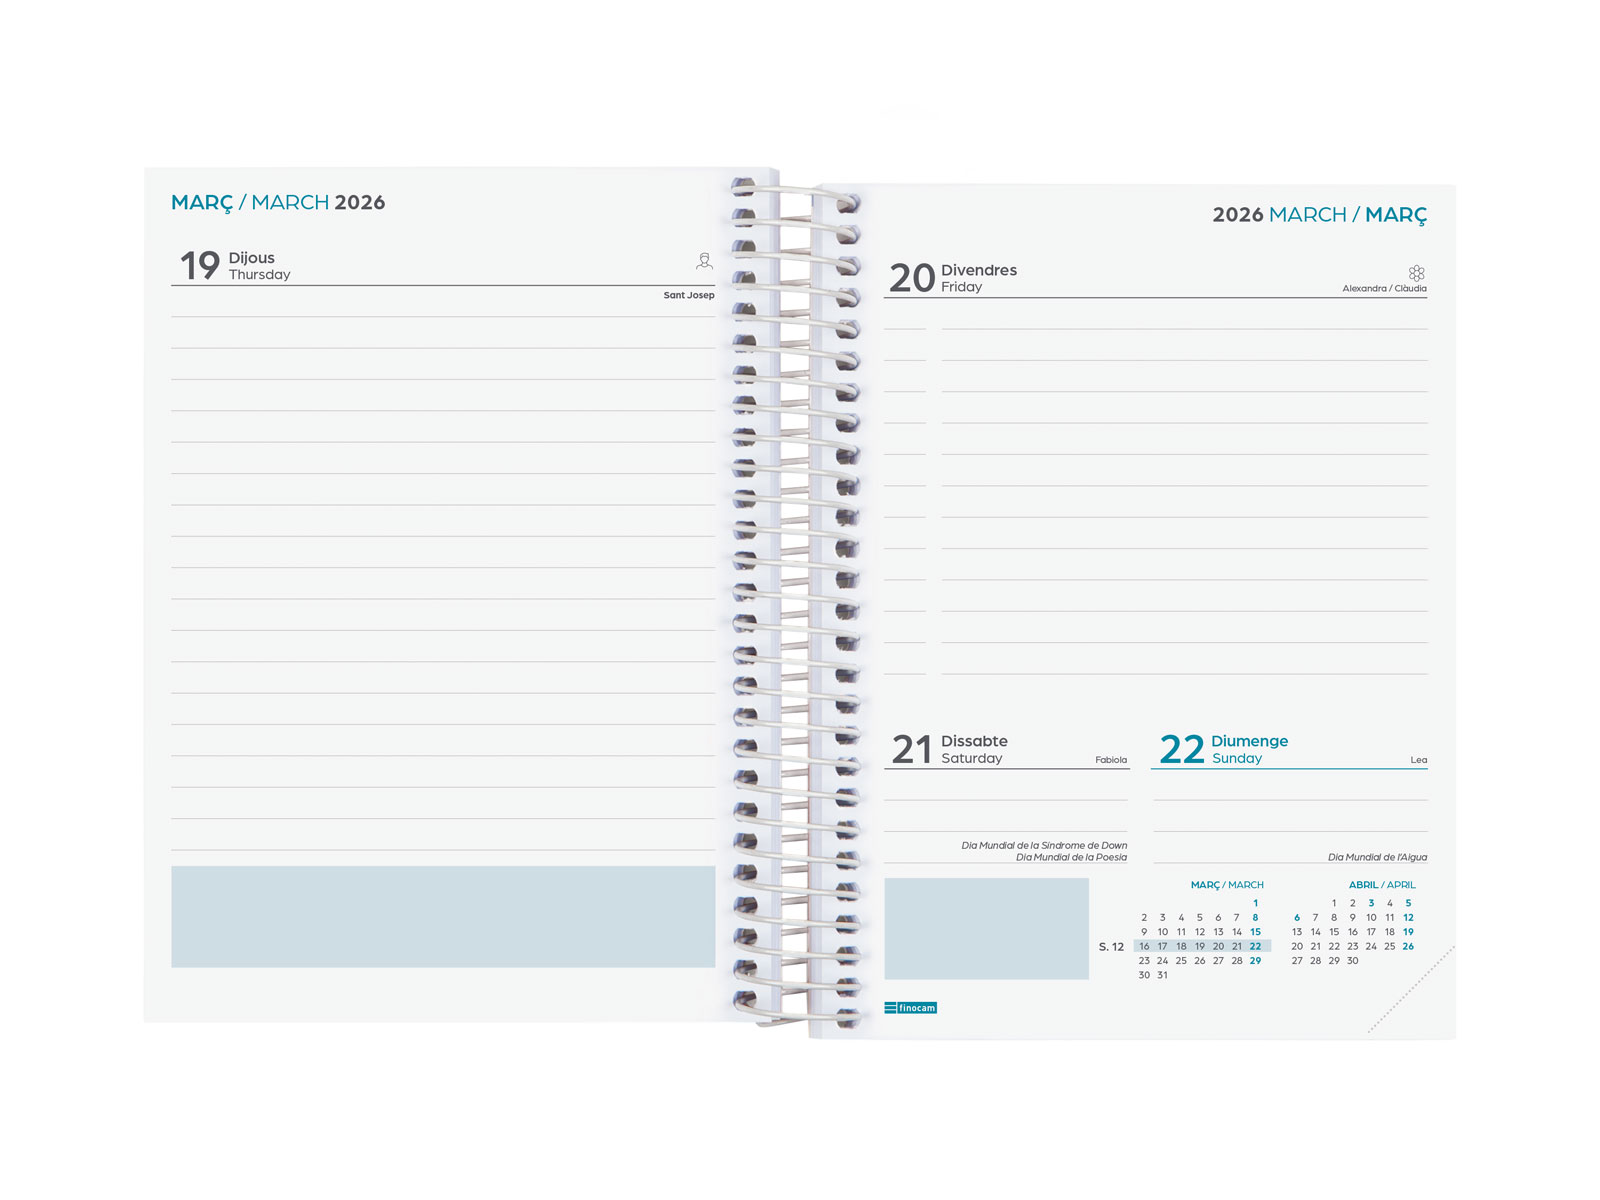 MARÇ / MARCH 2026
19 Dijous
Thursday
Sant Josep
2026 MARCH / MARÇ
20 Divendres
Friday
Alexandra / Clàudia
21 Dissabte
Saturday
Fabiola
Dia Mundial de la Síndrome de Down
Dia Mundial de la Poesia
22 Diumenge
Sunday
Lea
Dia Mundial de l'Aigua
MARÇ / MARCH
1
2 3 4 5 6 7 8
9 10 11 12 13 14 15
S. 12 16 17 18 19 20 21 22
23 24 25 26 27 28 29
30 31
ABRIL / APRIL
1 2 3 4 5
6 7 8 9 10 11 12
13 14 15 16 17 18 19
20 21 22 23 24 25 26
27 28 29 30
finocam